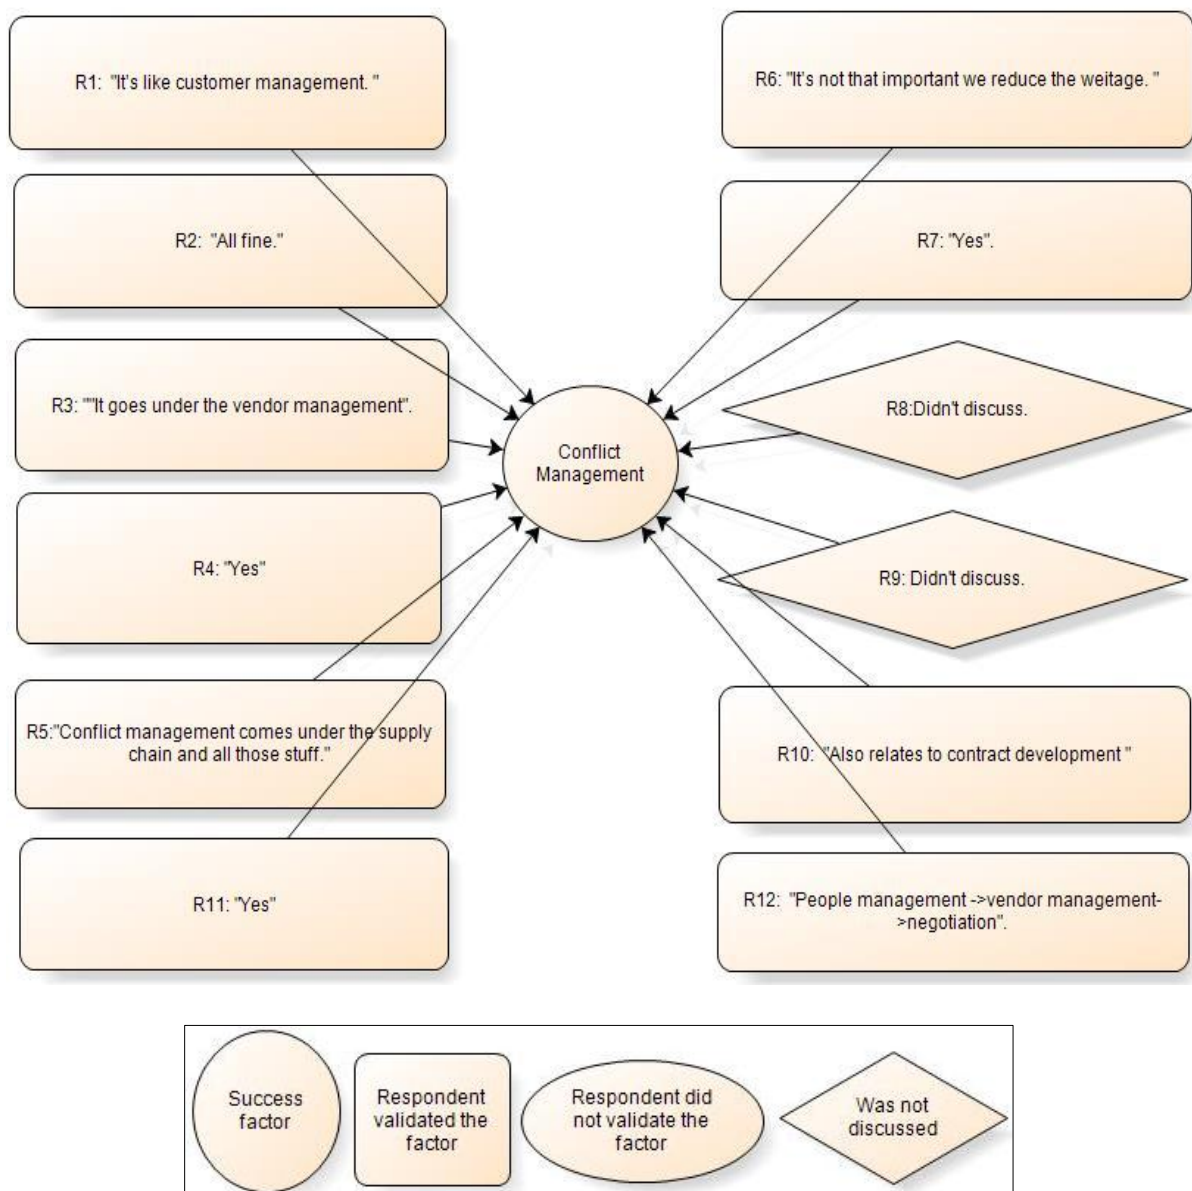 R1: "It's like customer management. "
R2: "All fine."
R3: ""It goes under the vendor management".
R4: "Yes"
R5:"Conflict management comes under the supply
chain and all those stuff."
R11: "Yes"
Conflict
Management
R6: "It's not that important we reduce the weitage. "
R7: "Yes".
R8:Didn't discuss.
R9: Didn't discuss.
R10: "Also relates to contract development "
R12: "People management ->vendor management-
>negotiation".
Success
factor
Respondent
validated the
factor
Respondent did
not validate the
factor
Was not
discussed